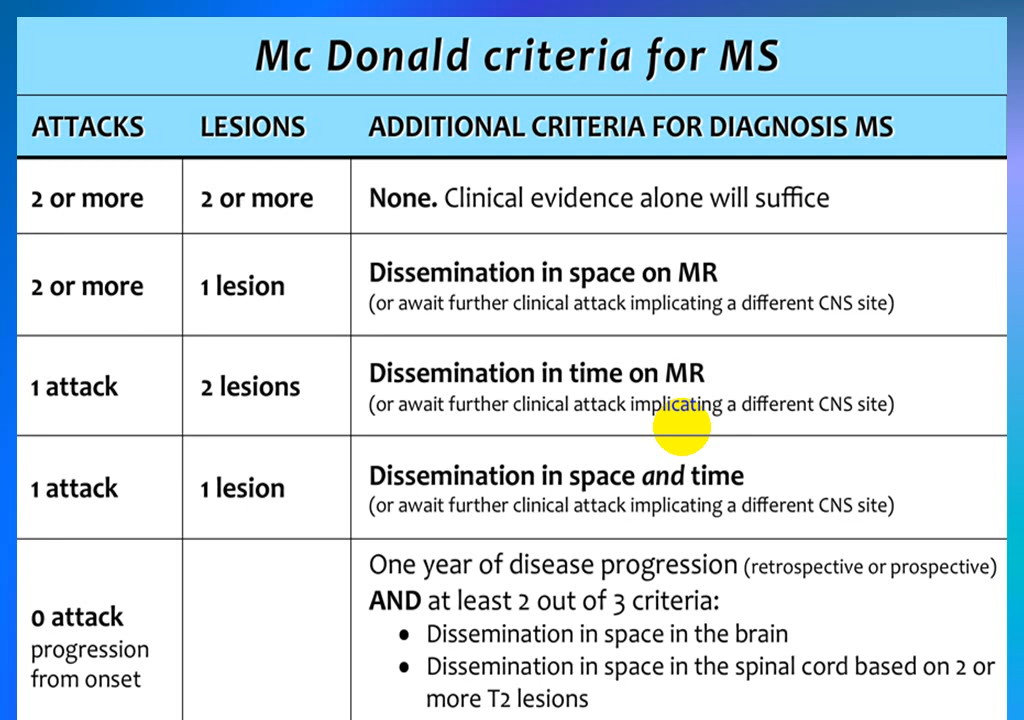 Mc Donald criteria for MS
ATTACKS LESIONS ADDITIONAL CRITERIA FOR DIAGNOSIS MS
2 or more 2 or more None. Clinical evidence alone will suffice
2 or more 1 lesion Dissemination in space on MR
(or await further clinical attack implicating a different CNS site)
1 attack 2 lesions Dissemination in time on MR
(or await further clinical attack implicating a different CNS site)
1 attack 1 lesion Dissemination in space and time
(or await further clinical attack implicating a different CNS site)
0 attack
progression
from onset
One year of disease progression (retrospective or prospective)
AND at least 2 out of 3 criteria:
• Dissemination in space in the brain
• Dissemination in space in the spinal cord based on 2 or
more T2 lesions